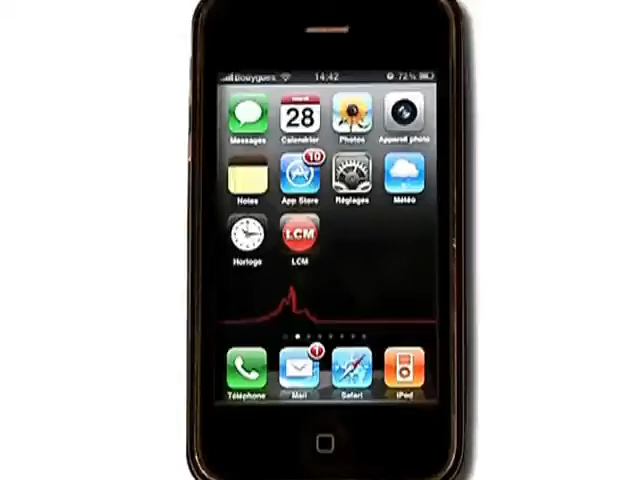 Bouygues 14:42 72 %
28
Messages Calendrier Photos Appareil photo
10
Notes App Store Réglages Météo
LCM
Horloge LCM
1
Téléphone Mail Safari iPod